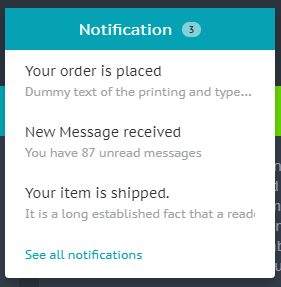 Notification 3
Your order is placed
Dummy text of the printing and type...
New Message received
You have 87 unread messages
Your item is shipped.
It is a long established fact that a reade
See all notifications